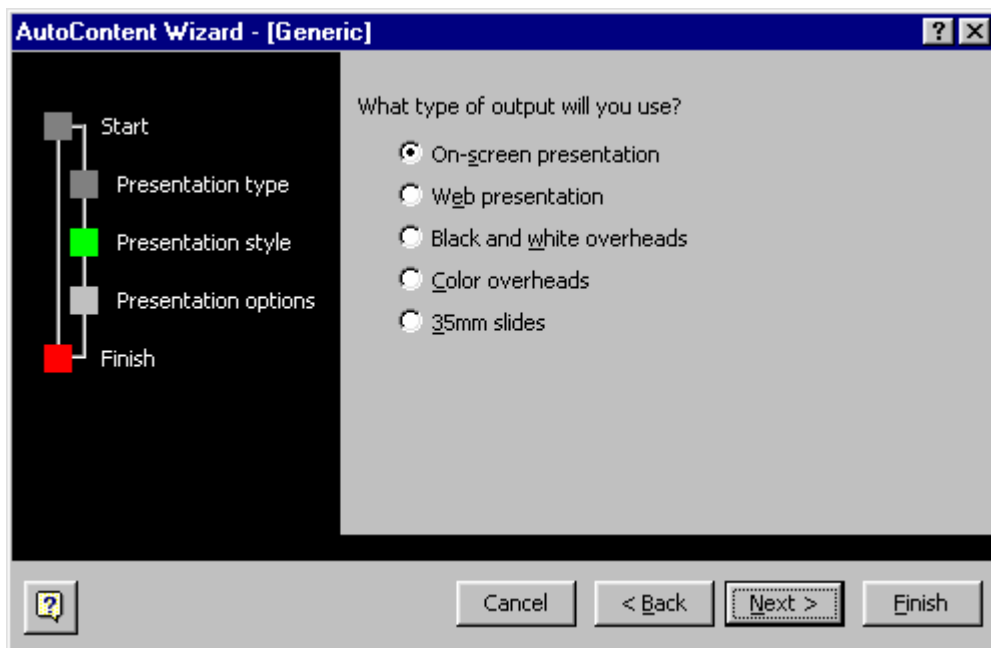 AutoContent Wizard - [Generic]
Start
Presentation type
Presentation style
Presentation options
Finish
What type of output will you use?
On-screen presentation
Web presentation
Black and white overheads
Color overheads
35mm slides
Cancel
< Back
Next >
Finish